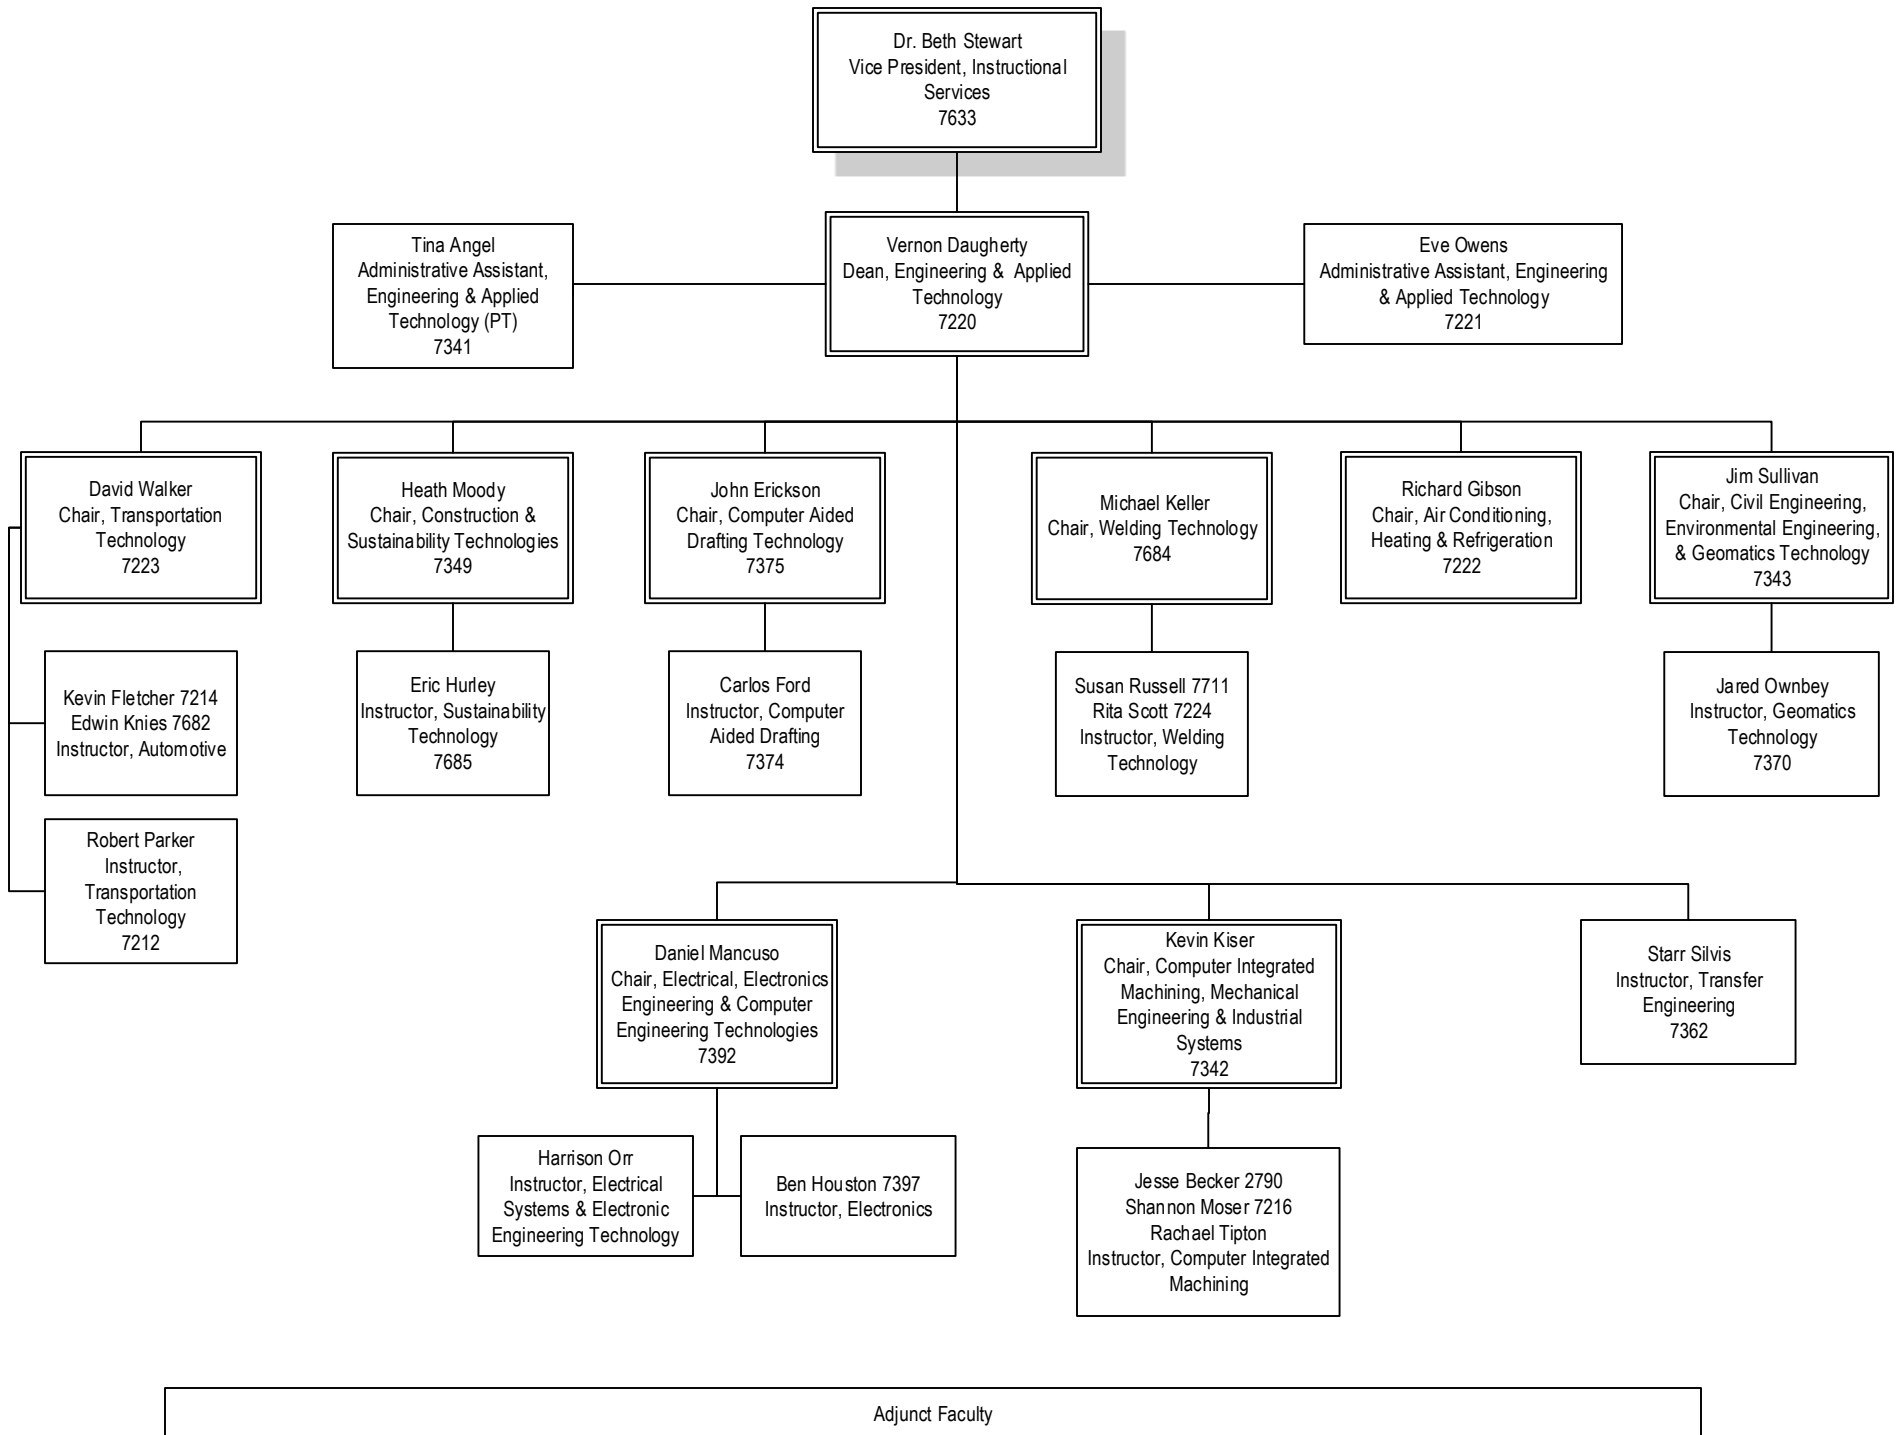 Dr. Beth Stewart
Vice President, Instructional
Services
7633
Tina Angel
Administrative Assistant,
Engineering & Applied
Technology (PT)
7341
Vernon Daugherty
Dean, Engineering & Applied
Technology
7220
Eve Owens
Administrative Assistant, Engineering
& Applied Technology
7221
David Walker
Chair, Transportation
Technology
7223
Heath Moody
Chair, Construction &
Sustainability Technologies
7349
John Erickson
Chair, Computer Aided
Drafting Technology
7375
Michael Keller
Chair, Welding Technology
7684
Richard Gibson
Chair, Air Conditioning,
Heating & Refrigeration
7222
Jim Sullivan
Chair, Civil Engineering,
Environmental Engineering,
& Geomatics Technology
7343
Kevin Fletcher 7214
Edwin Knies 7682
Instructor, Automotive
Eric Hurley
Instructor, Sustainability
Technology
7685
Carlos Ford
Instructor, Computer
Aided Drafting
7374
Susan Russell 7711
Rita Scott 7224
Instructor, Welding
Technology
Jared Ownbey
Instructor, Geomatics
Technology
7370
Robert Parker
Instructor,
Transportation
Technology
7212
Daniel Mancuso
Chair, Electrical, Electronics
Engineering & Computer
Engineering Technologies
7392
Kevin Kiser
Chair, Computer Integrated
Machining, Mechanical
Engineering & Industrial
Systems
7342
Starr Silvis
Instructor, Transfer
Engineering
7362
Harrison Orr
Instructor, Electrical
Systems & Electronic
Engineering Technology
Ben Houston 7397
Instructor, Electronics
Jesse Becker 2790
Shannon Moser 7216
Rachael Tipton
Instructor, Computer Integrated
Machining
Adjunct Faculty